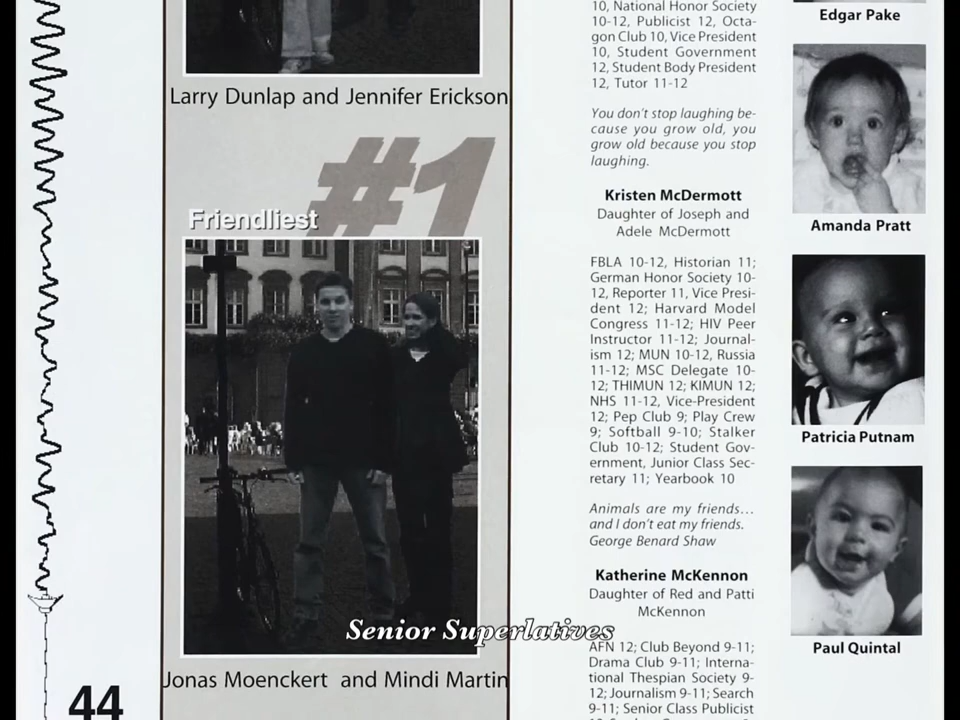 Larry Dunlap and Jennifer Erickson
#1
Friendliest
Jonas Moenckert and Mindi Martin
44
10, National Honor Society
10-12, Publicist 12, Octa-
gon Club 10, Vice President
10, Student Government
12, Student Body President
12, Tutor 11-12
You don't stop laughing be-
cause you grow old, you
grow old because you stop
laughing.
Kristen McDermott
Daughter of Joseph and
Adele McDermott
FBLA 10-12, Historian 11;
German Honor Society 10-
12, Reporter 11, Vice Presi-
dent 12; Harvard Model
Congress 11-12; HIV Peer
Instructor 11-12; Journal-
ism 12; MUN 10-12, Russia
11-12; MSC Delegate 10-
12; THIMUN 12; KIMUN 12;
NHS 11-12, Vice-President
12; Pep Club 9; Play Crew
9; Softball 9-10; Stalker
Club 10-12; Student Gov-
ernment, Junior Class Sec-
retary 11; Yearbook 10
Animals are my friends...
and I don't eat my friends.
George Benard Shaw
Katherine McKennon
Daughter of Red and Patti
McKennon
Senior Superlatives
AFN 12; Club Beyond 9-11;
Drama Club 9-11; Interna-
tional Thespian Society 9-
12; Journalism 9-11; Search
9-11; Senior Class Publicist
Edgar Pake
Amanda Pratt
Patricia Putnam
Paul Quintal